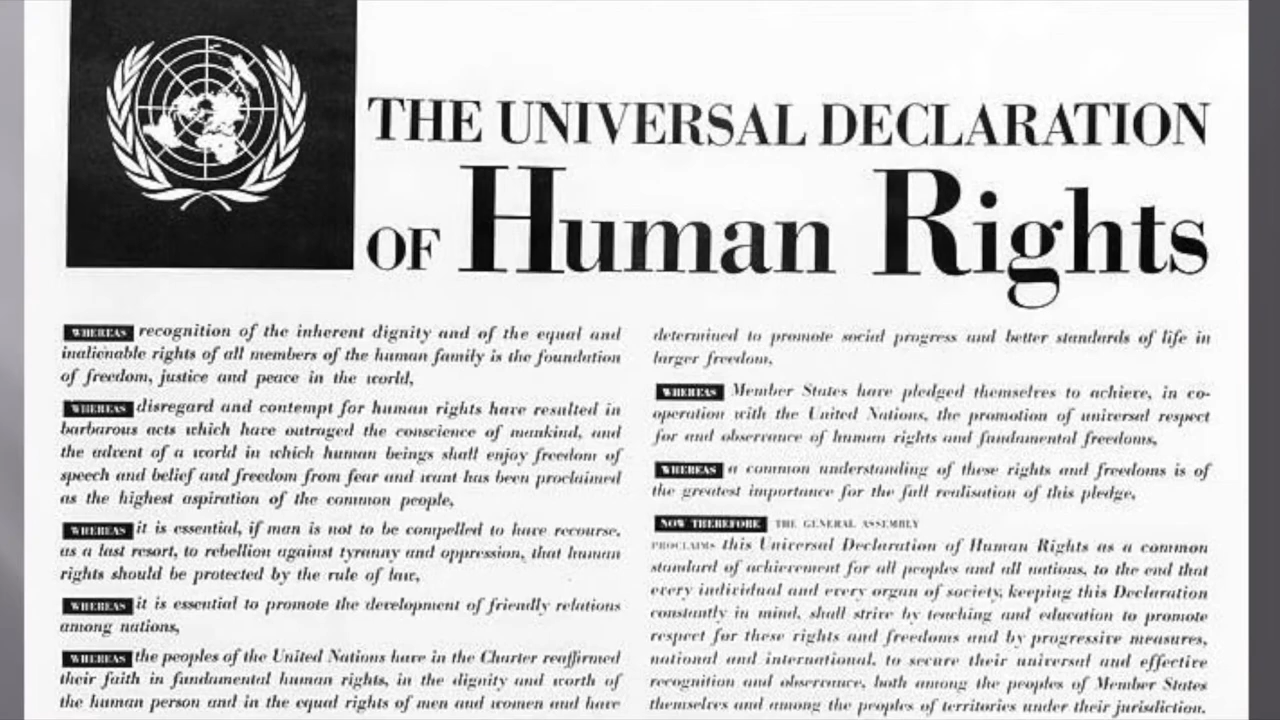 THE UNIVERSAL DECLARATION
OF Human Rights
WHEREAS recognition of the inherent dignity and of the equal and
inalienable rights of all members of the human family is the foundation
of freedom, justice and peace in the world,
WHEREAS disregard and contempt for human rights have resulted in
barbarous acts which have outraged the conscience of mankind, and
the advent of a world in which human beings shall enjoy freedom of
speech and belief and freedom from fear and want has been proclaimed
as the highest aspiration of the common people,
WHEREAS it is essential, if man is not to be compelled to have recourse,
as a last resort, to rebellion against tyranny and oppression, that human
rights should be protected by the rule of law,
WHEREAS it is essential to promote the development of friendly relations
among nations,
WHEREAS the peoples of the United Nations have in the Charter reaffirmed
their faith in fundamental human rights, in the dignity and worth of
the human person and in the equal rights of men and women and have
determined to promote social progress and better standards of life in
larger freedom,
WHEREAS Member States have pledged themselves to achieve, in co-
operation with the United Nations, the promotion of universal respect
for and observance of human rights and fundamental freedoms,
WHEREAS a common understanding of these rights and freedoms is of
the greatest importance for the full realisation of this pledge,
NOW THEREFORE THE GENERAL ASSEMBLY
PROCLAIMS this Universal Declaration of Human Rights as a common
standard of achievement for all peoples and all nations, to the end that
every individual and every organ of society, keeping this Declaration
constantly in mind, shall strive by teaching and education to promote
respect for these rights and freedoms and by progressive measures,
national and international, to secure their universal and effective
recognition and observance, both among the peoples of Member States
themselves and among the peoples of territories under their jurisdiction.